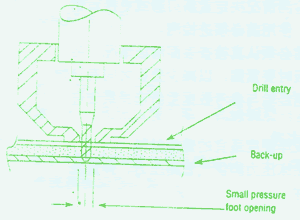 Drill entry
Back-up
Small pressure
foot opening